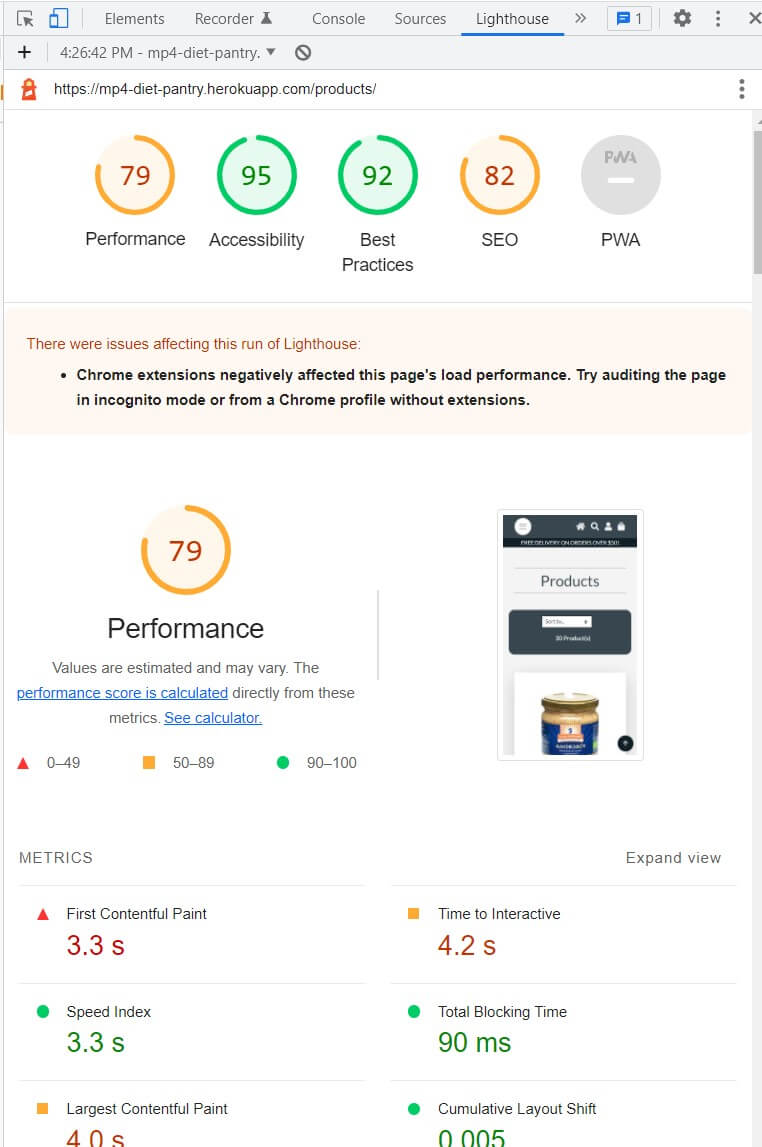 Elements Recorder Console Sources Lighthouse » 1
+ 4:26:42 PM - mp4-diet-pantry.
https://mp4-diet-pantry.herokuapp.com/products/
79 95 92 82 PWA
Performance Accessibility Best Practices SEO PWA
There were issues affecting this run of Lighthouse:
• Chrome extensions negatively affected this page's load performance. Try auditing the page
in incognito mode or from a Chrome profile without extensions.
79
Performance
Values are estimated and may vary. The
performance score is calculated directly from these
metrics. See calculator.
0–49 50–89 90–100
FREE DELIVERY ON ORDERS OVER $50!
Products
Sort by...
30 Product(s)
METRICS Expand view
First Contentful Paint
3.3 s
Time to Interactive
4.2 s
Speed Index
3.3 s
Total Blocking Time
90 ms
Largest Contentful Paint
4.0 s
Cumulative Layout Shift
0.005